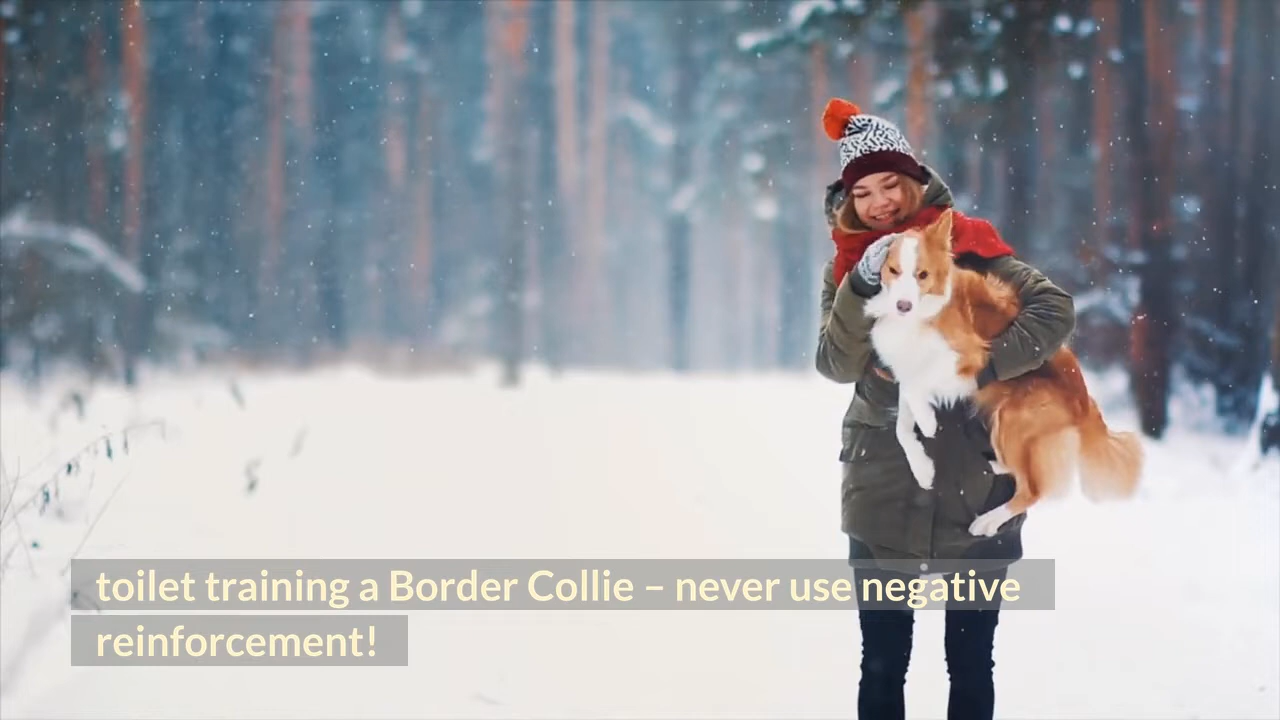 toilet training a Border Collie – never use negative
reinforcement!